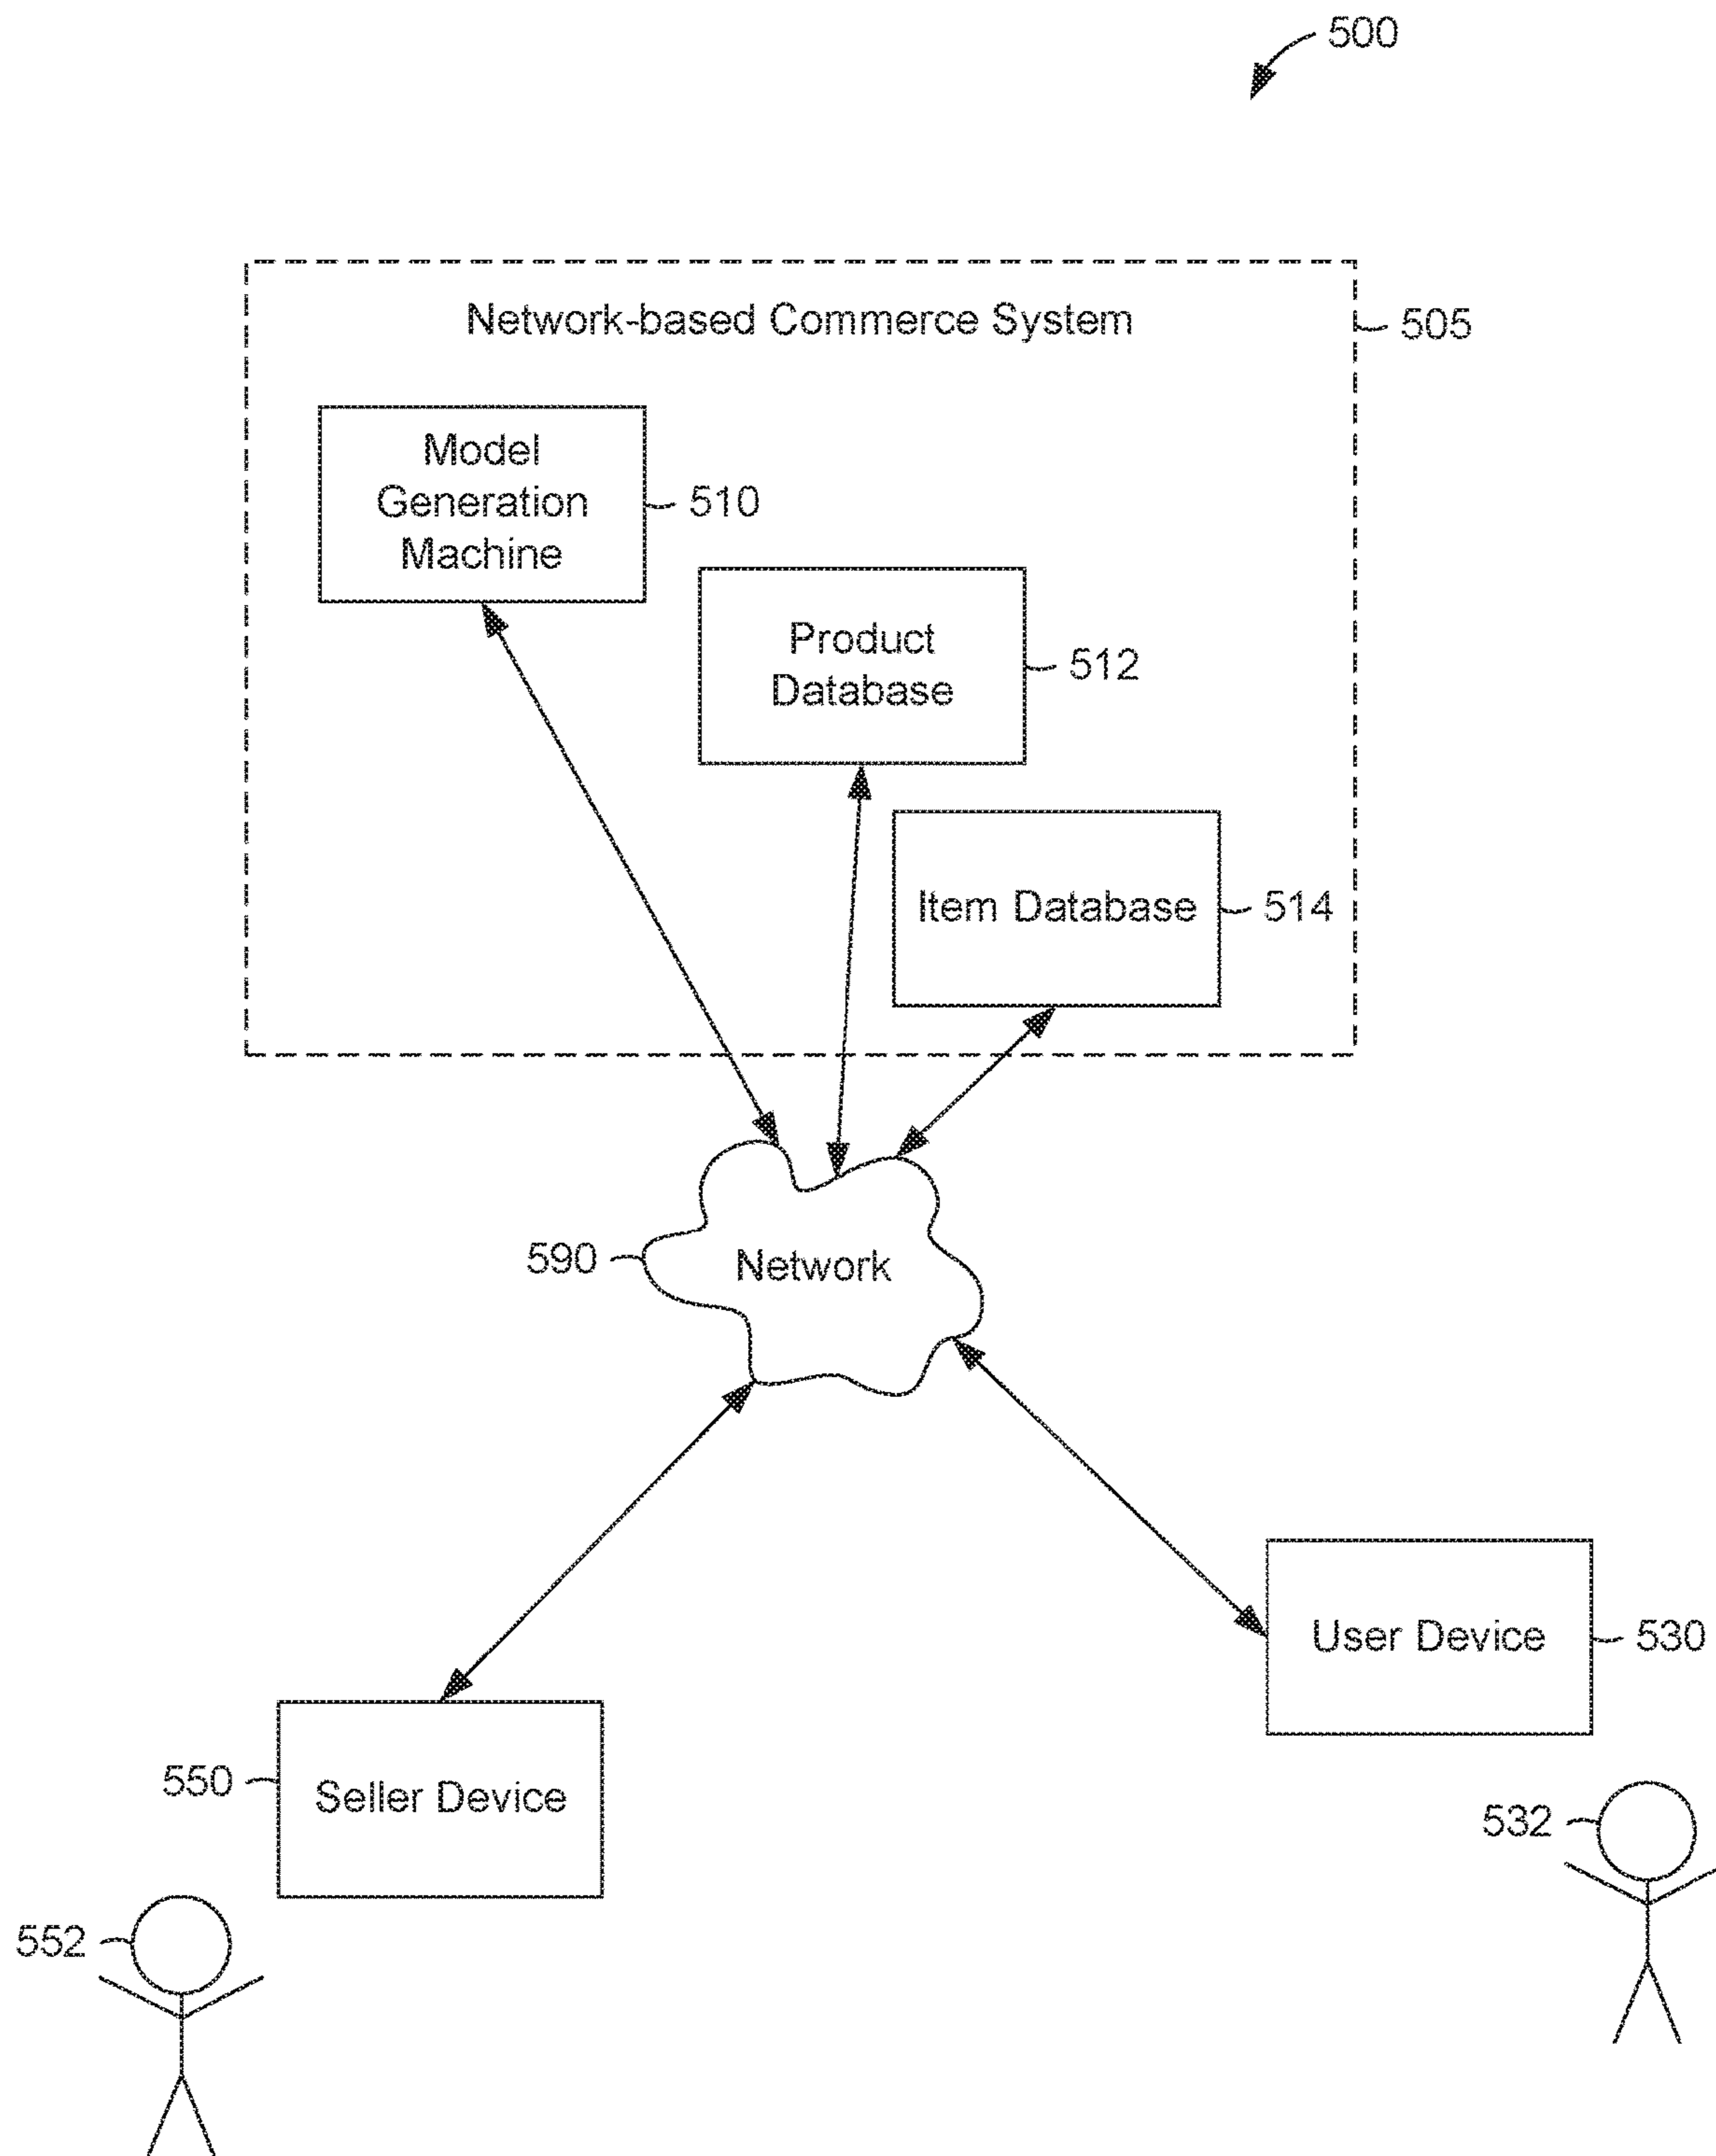 500
Network-based Commerce System
505
Model
Generation
Machine
510
Product
Database
512
Item Database
514
590
Network
User Device
530
550
Seller Device
532
552